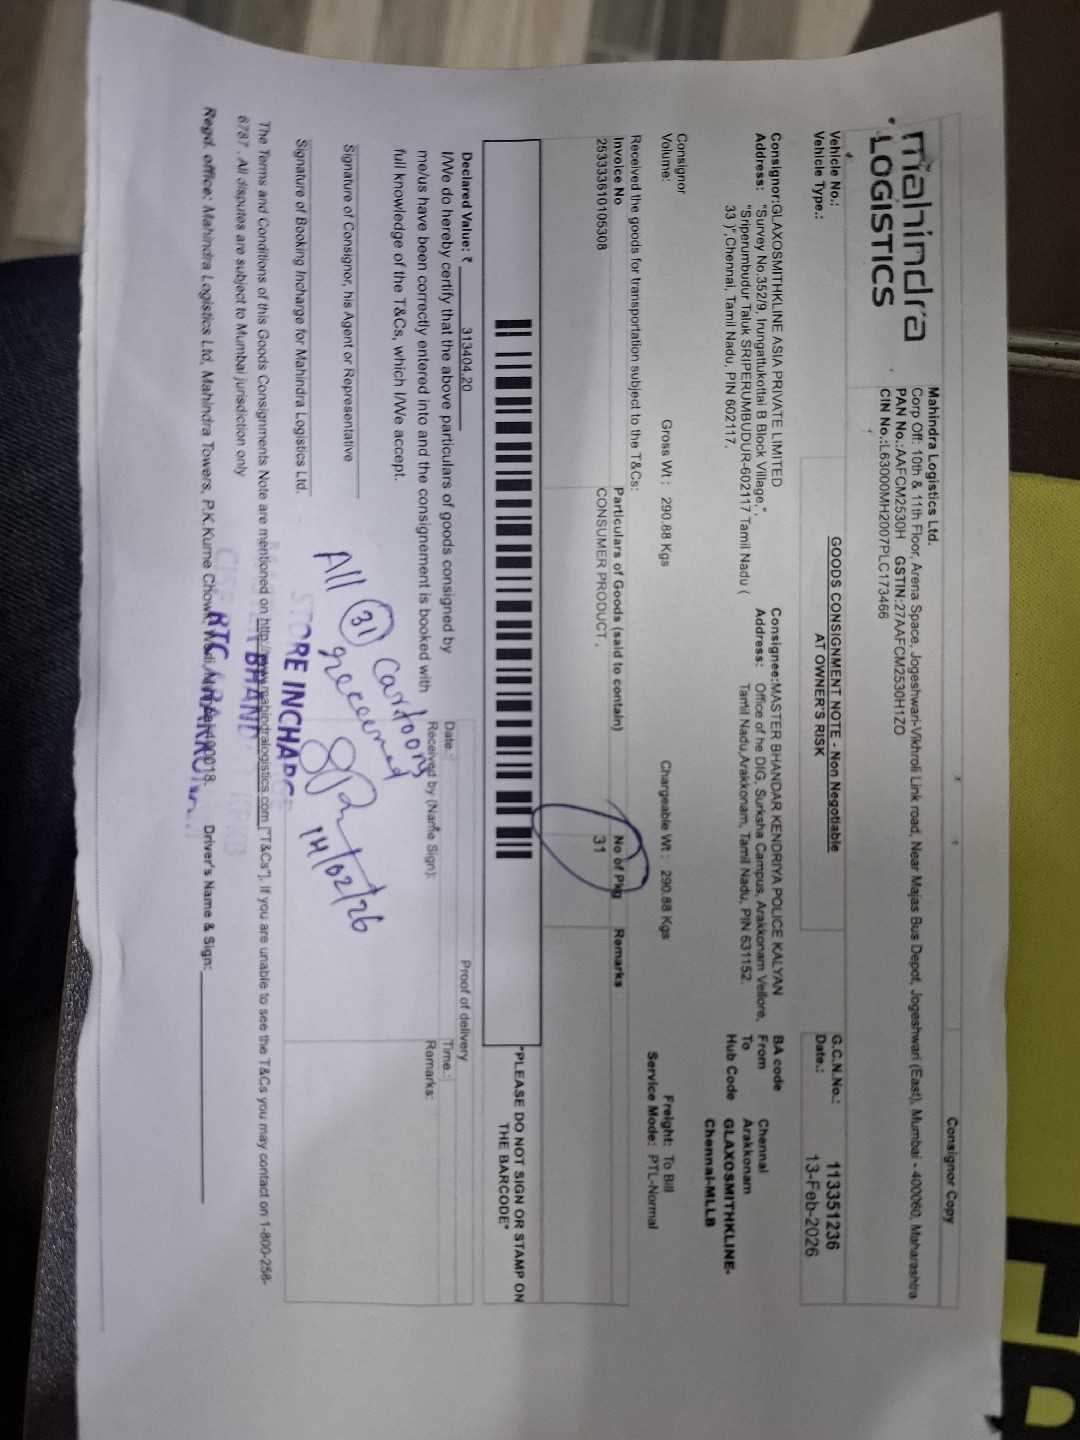 Consignor Copy
mahindra
LOGISTICS
Mahindra Logistics Ltd.
Corp Off: 10th & 11th Floor, Arena Space, Jogeshwari-Vikhroli Link road, Near Majas Bus Depot, Jogeshwari (East), Mumbai - 400060, Maharashtra
PAN No.:AAFCM2530H GSTIN:27AAFCM2530H1ZO
CIN No.:L63000MH2007PLC173466
Vehicle No.:
Vehicle Type.:
GOODS CONSIGNMENT NOTE - Non Negotiable
AT OWNER'S RISK
G.C.N.No.: 113351236
Date.: 13-Feb-2026
Consignor:GLAXOSMITHKLINE ASIA PRIVATE LIMITED
Address: "Survey No.352/9, Irungattukottai B Block Village,",
"Sriperumbudur Taluk SRIPERUMBUDUR-602117 Tamil Nadu (
33 )",Chennai, Tamil Nadu, PIN 602117.
Consignee:MASTER BHANDAR KENDRIYA POLICE KALYAN
Address: Office of he DIG, Surksha Campus, Arakkonam Vellore,
Tamil Nadu,Arakkonam, Tamil Nadu, PIN 631152.
BA code
From Chennai
To Arakkonam
Hub Code GLAXOSMITHKLINE-
Chennai-MLLB
Consignor
Volume:
Gross Wt : 290.88 Kgs
Chargeable Wt : 290.88 Kgs
Freight: To Bill
Service Mode: PTL-Normal
Received the goods for transportation subject to the T&Cs:
Invoice No Particulars of Goods (said to contain) No of Pkg Remarks
25333610105308 CONSUMER PRODUCT , 31
*PLEASE DO NOT SIGN OR STAMP ON
THE BARCODE*
Declared Value: ₹ 313404.20
I/We do hereby certify that the above particulars of goods consigned by
me/us have been correctly entered into and the consignement is booked with
full knowledge of the T&Cs, which I/We accept.
Proof of delivery
Date.: Time.:
Received by (Name Sign): Remarks:
All 31 Cartoons
received
14/02/26
Signature of Consignor, his Agent or Representative
Signature of Booking Incharge for Mahindra Logistics Ltd.
STORE INCHARGE
BHAND
RTC
The Terms and Conditions of this Goods Consignments Note are mentioned on http://www.mahindralogistics.com ["T&Cs"]. If you are unable to see the T&Cs you may contact on 1-800-258-
6787 . All disputes are subject to Mumbai jurisdiction only
Regd. office: Mahindra Logistics Ltd, Mahindra Towers, P.K.Kurne Chowk, Worli, 400018. Driver's Name & Sign: